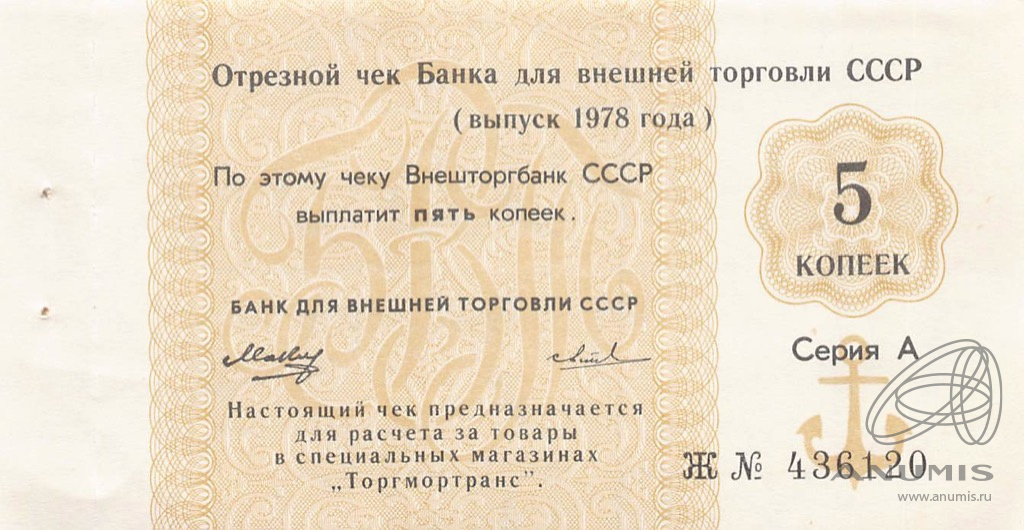 Отрезной чек Банка для внешней торговли СССР
( выпуск 1978 года )
По этому чеку Внешторгбанк СССР
выплатит пять копеек.
5
КОПЕЕК
БАНК ДЛЯ ВНЕШНЕЙ ТОРГОВЛИ СССР
Серия А
Настоящий чек предназначается
для расчета за товары
в специальных магазинах
„Торгмортранс".
Ж № 436120
ANUMIS
www.anumis.ru